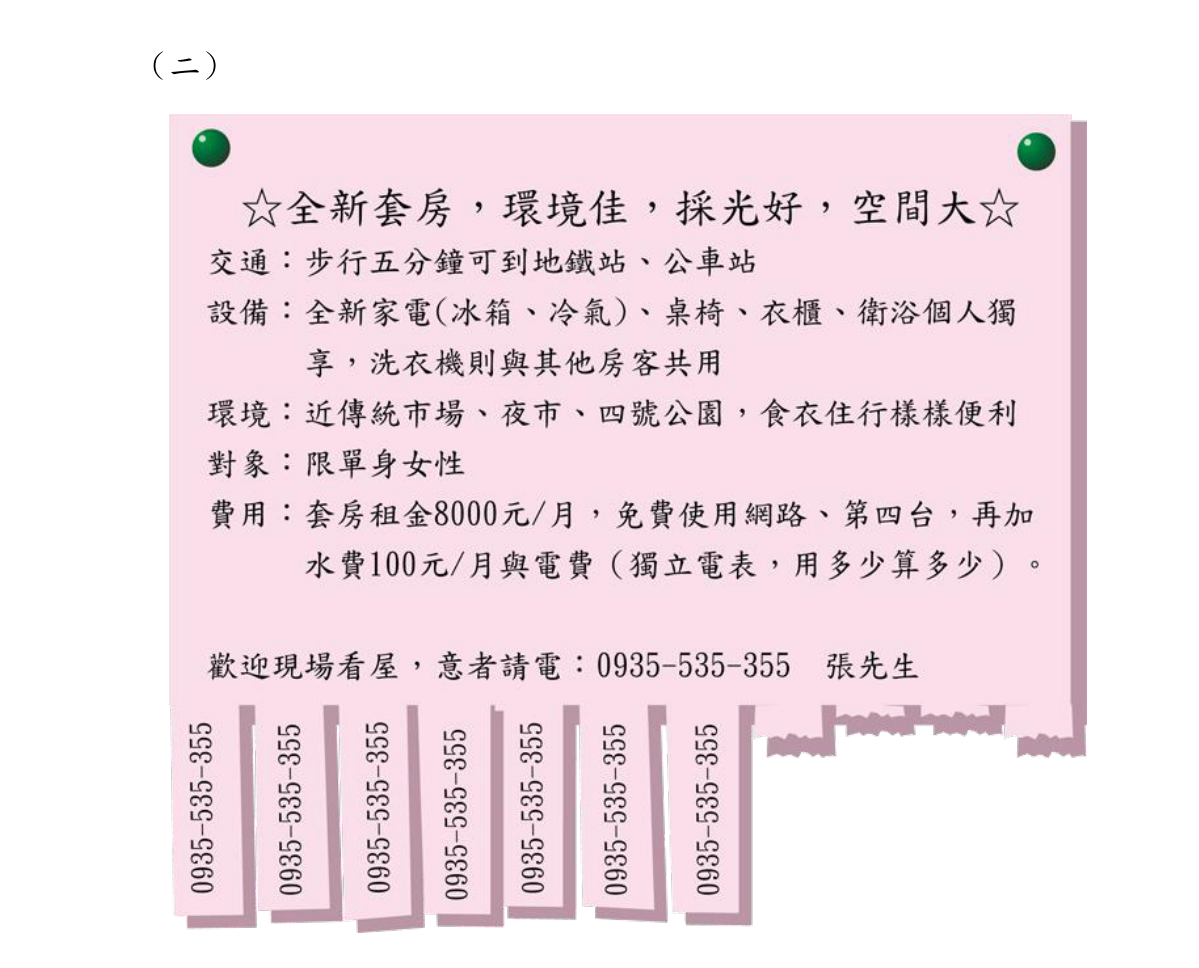 （二）
☆全新套房，環境佳，採光好，空間大☆
交通：步行五分鐘可到地鐵站、公車站
設備：全新家電(冰箱、冷氣)、桌椅、衣櫃、衛浴個人獨
享，洗衣機則與其他房客共用
環境：近傳統市場、夜市、四號公園，食衣住行樣樣便利
對象：限單身女性
費用：套房租金8000元/月，免費使用網路、第四台，再加
水費100元/月與電費（獨立電表，用多少算多少）。
歡迎現場看屋，意者請電：0935-535-355　張先生
0935-535-355
0935-535-355
0935-535-355
0935-535-355
0935-535-355
0935-535-355
0935-535-355